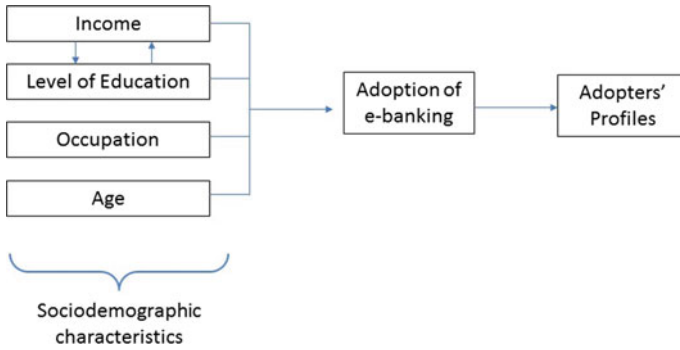 Income
Level of Education
Occupation
Age
Sociodemographic
characteristics
Adoption of
e-banking
Adopters'
Profiles